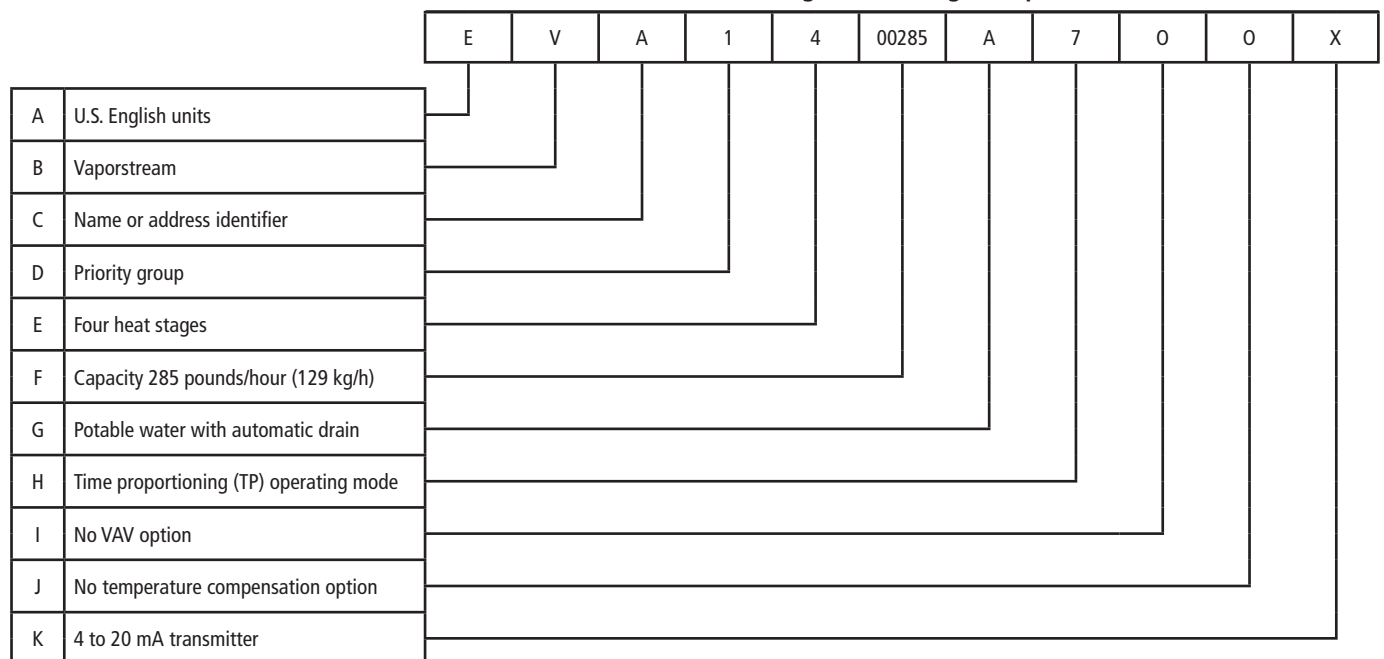 E V A 1 4 00285 A 7 O O X
A U.S. English units
B Vaporstream
C Name or address identifier
D Priority group
E Four heat stages
F Capacity 285 pounds/hour (129 kg/h)
G Potable water with automatic drain
H Time proportioning (TP) operating mode
I No VAV option
J No temperature compensation option
K 4 to 20 mA transmitter